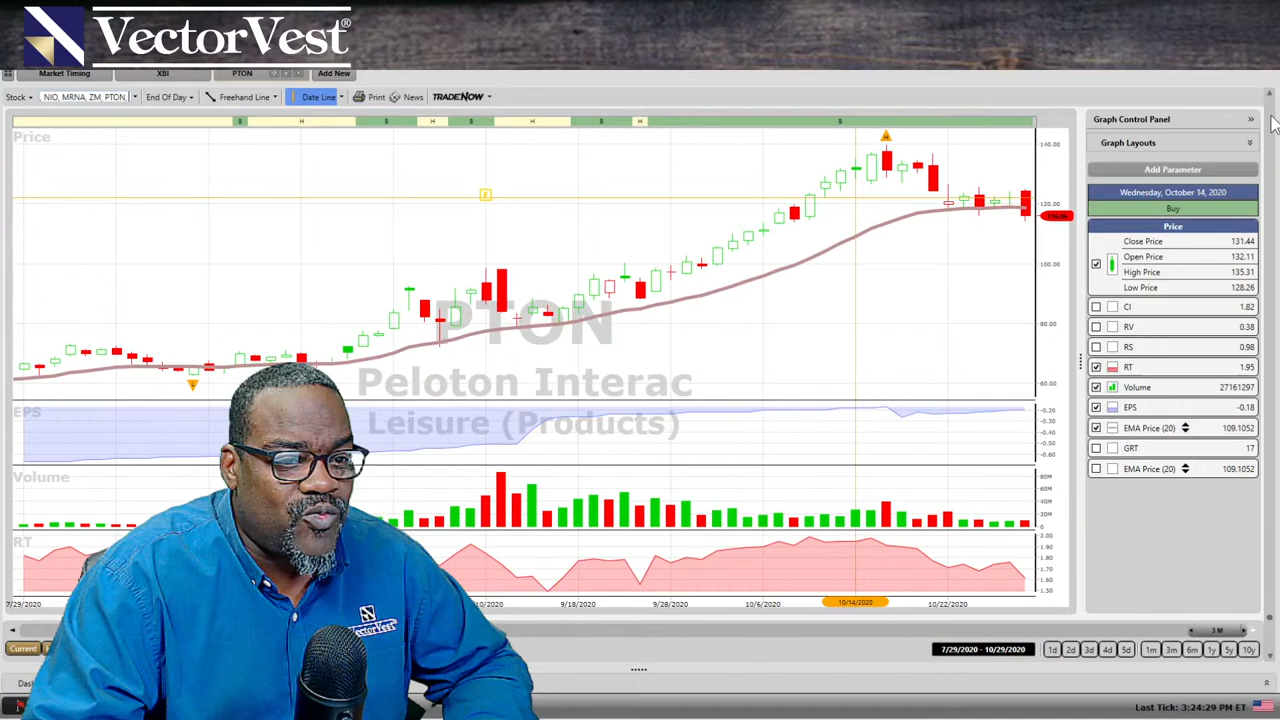 VectorVest®
Market Timing
XBI
PTON
Add New
Stock
NIO, MRNA, ZM, PTON,
End Of Day
Freehand Line
Date Line
Print
News
TRADENOW
B
H
B
H
B
H
B
H
B
Price
140.00
120.00
100.00
80.00
60.00
E
PTON
Peloton Interac
Leisure (Products)
EPS
-0.20
-0.30
-0.40
-0.50
-0.60
Volume
80M
60M
40M
20M
0
RT
2.00
1.90
1.80
1.70
1.60
1.50
7/29/2020
10/2020
9/18/2020
9/28/2020
10/6/2020
10/14/2020
10/22/2020
3 M
Current
7/29/2020 - 10/29/2020
1d
2d
3d
4d
5d
1m
3m
6m
1y
5y
10y
Graph Control Panel
Graph Layouts
Add Parameter
Wednesday, October 14, 2020
Buy
Price
Close Price 131.44
Open Price 132.11
High Price 135.31
Low Price 128.26
CI 1.82
RV 0.38
RS 0.98
RT 1.95
Volume 27161297
EPS -0.18
EMA Price (20) 109.1052
GRT 17
EMA Price (20) 109.1052
Das
Last Tick: 3:24:29 PM ET
VectorVest